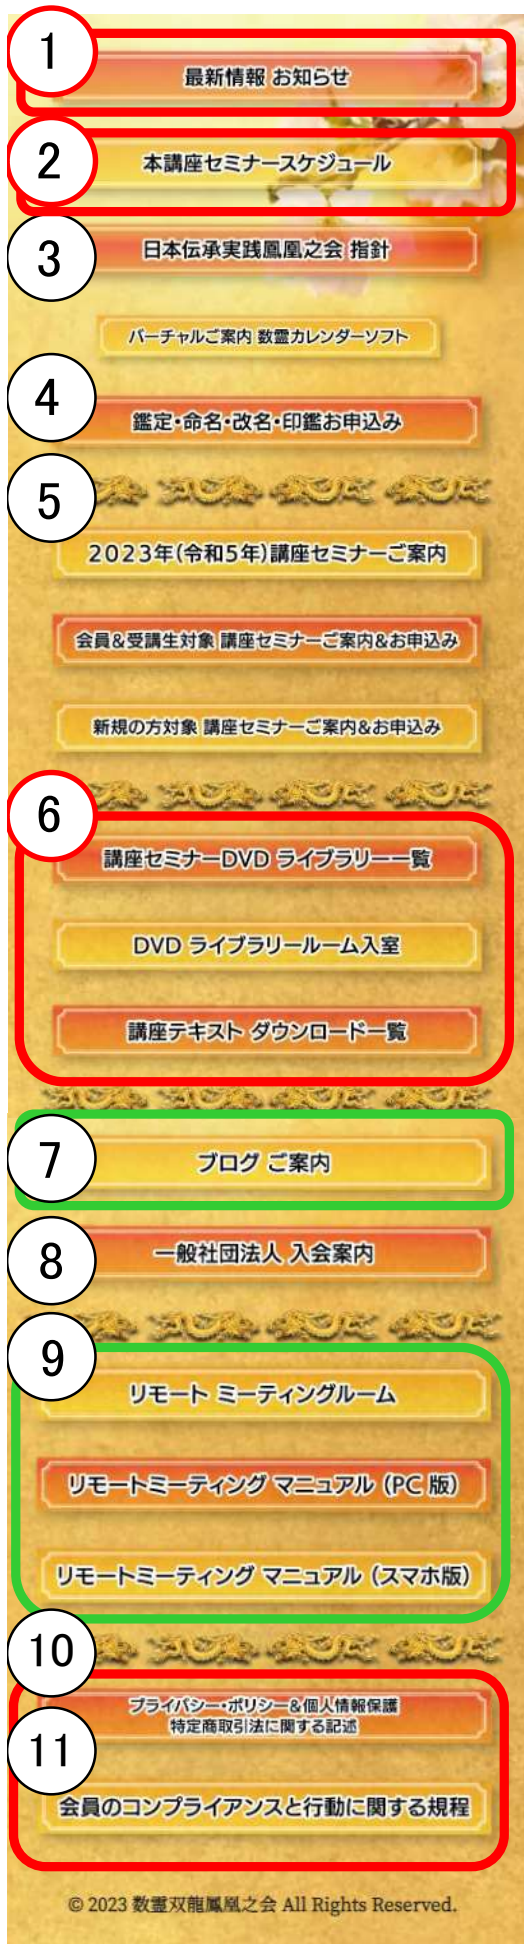 1
最新情報 お知らせ
2
本講座セミナースケジュール
3
日本伝承実践鳳凰之会 指針
バーチャルご案内 数霊カレンダーソフト
4
鑑定・命名・改名・印鑑お申込み
5
2023年(令和5年)講座セミナーご案内
会員&受講生対象 講座セミナーご案内&お申込み
新規の方対象 講座セミナーご案内&お申込み
6
講座セミナーDVD ライブラリー一覧
DVD ライブラリールーム入室
講座テキスト ダウンロード一覧
7
ブログ ご案内
8
一般社団法人 入会案内
9
リモート ミーティングルーム
リモートミーティング マニュアル (PC 版)
リモートミーティング マニュアル (スマホ版)
10
プライバシー・ポリシー&個人情報保護
特定商取引法に関する記述
11
会員のコンプライアンスと行動に関する規程
© 2023 数霊双龍鳳凰之会 All Rights Reserved.